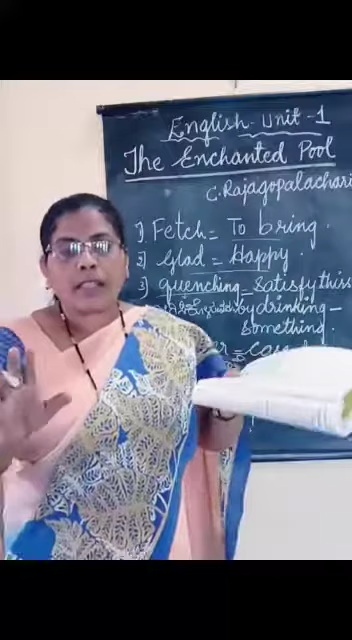 English - Unit - 1
The Enchanted Pool
C. Rajagopalachari
1) Fetch = To bring.
2) Glad = Happy.
3) quenching = Satisfy thiss
by drinking -
something.